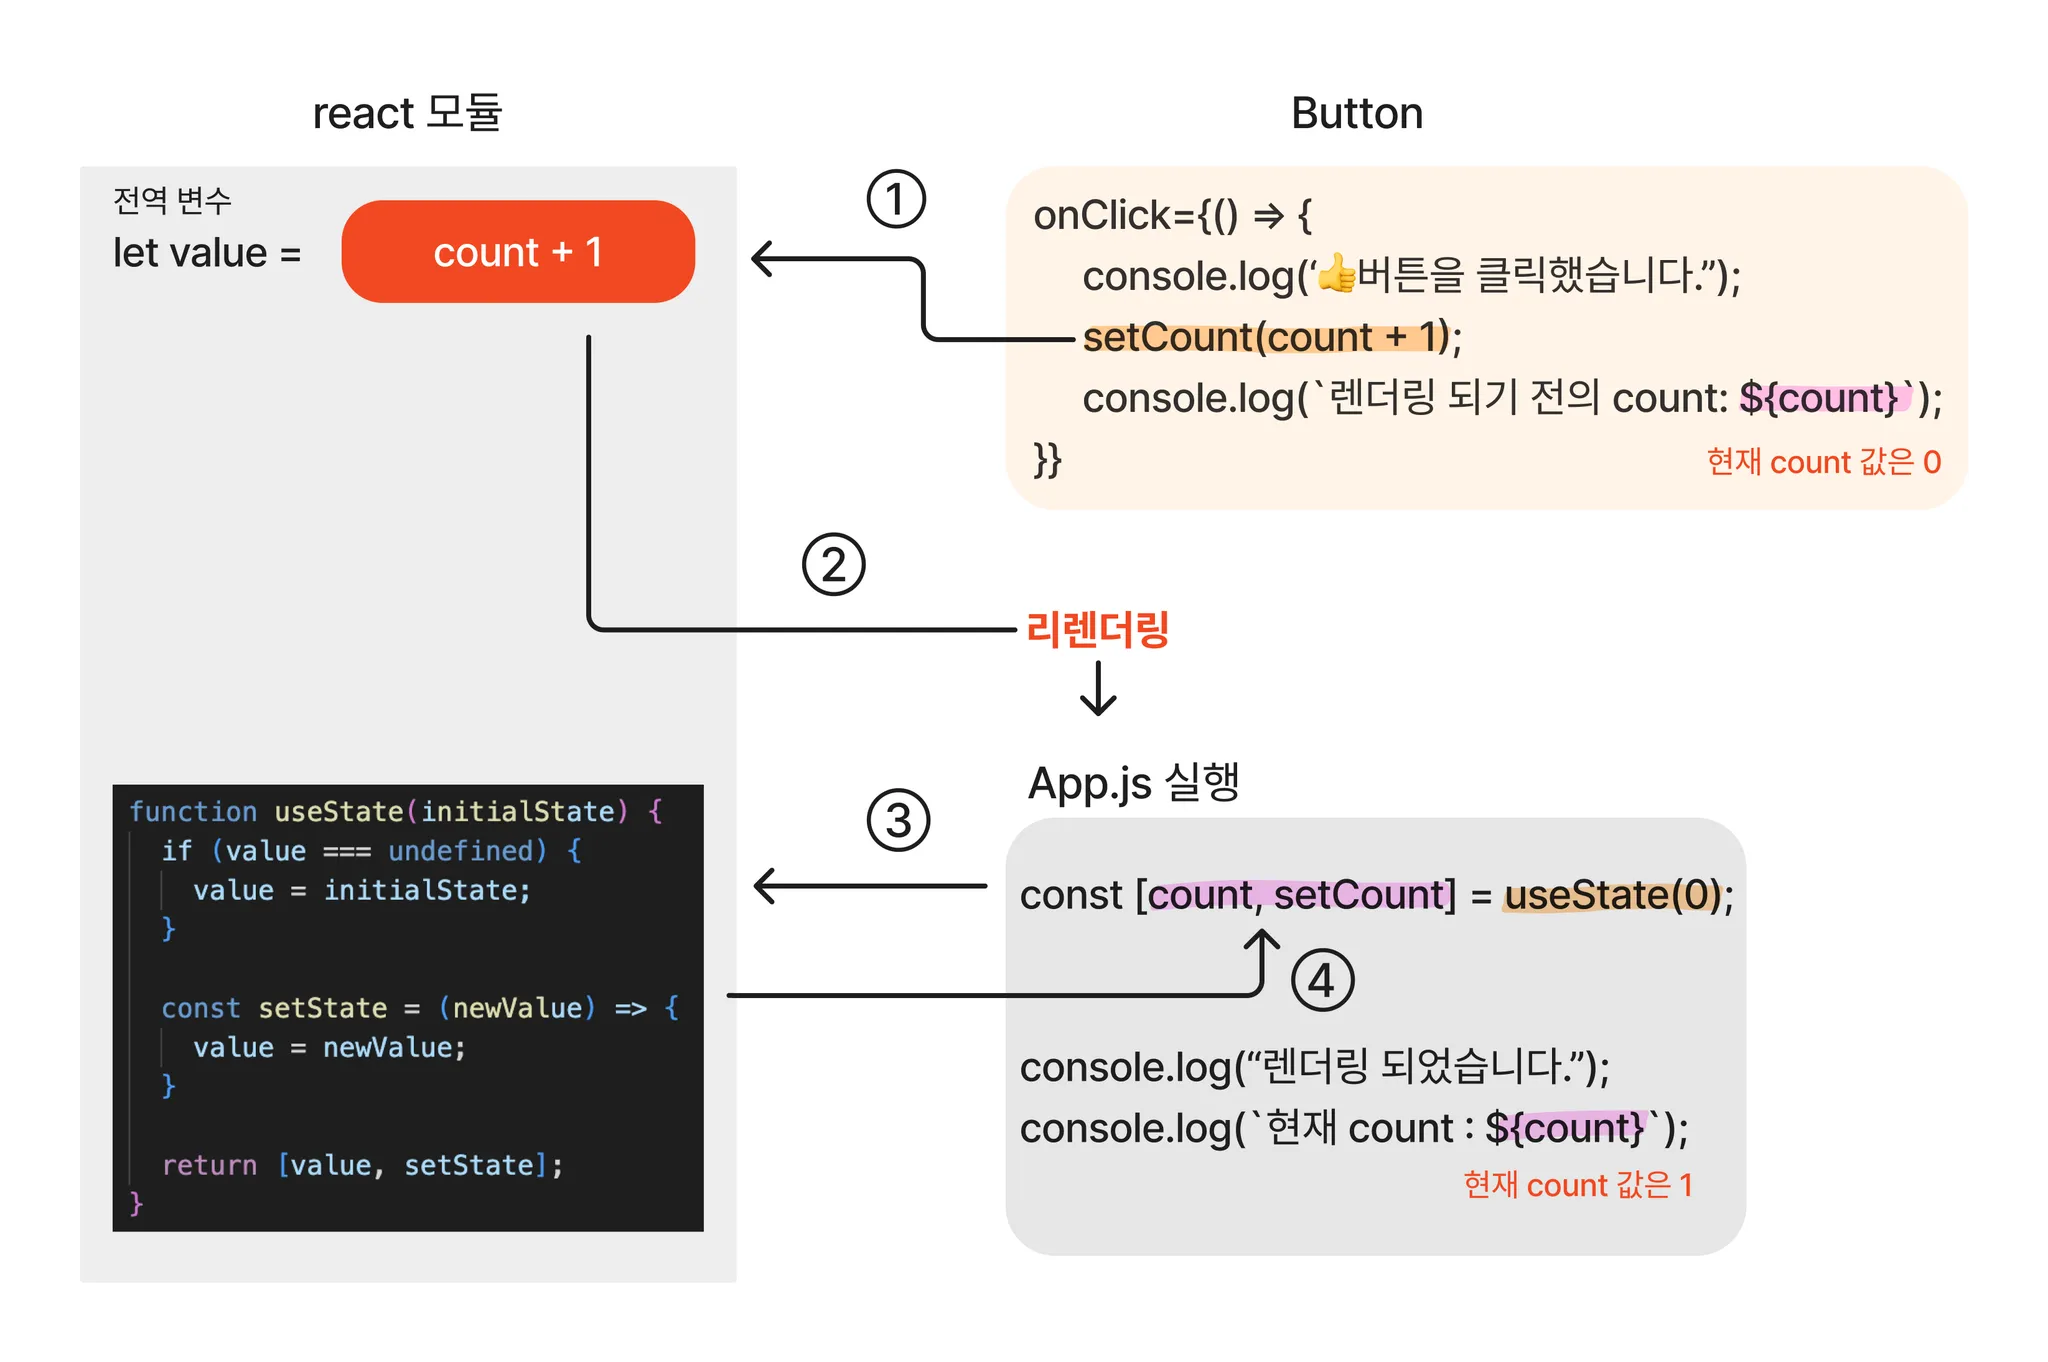 react 모듈
전역 변수
let value =
count + 1
function useState(initialState) {
if (value === undefined) {
value = initialState;
}
const setState = (newValue) => {
value = newValue;
}
return [value, setState];
}
Button
①
onClick={() => {
console.log(‘👍버튼을 클릭했습니다.”);
setCount(count + 1);
console.log(`렌더링 되기 전의 count: ${count}`);
}}
현재 count 값은 0
②
리렌더링
App.js 실행
③
const [count, setCount] = useState(0);
④
console.log(“렌더링 되었습니다.”);
console.log(`현재 count : ${count}`);
현재 count 값은 1